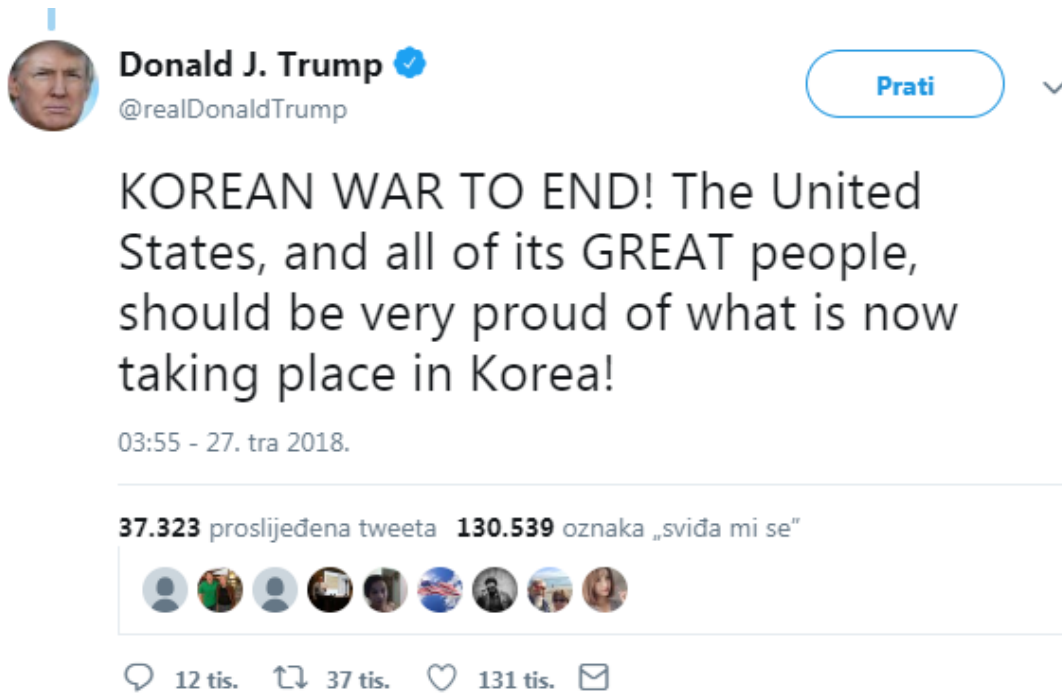 Donald J. Trump
@realDonaldTrump
Prati
KOREAN WAR TO END! The United
States, and all of its GREAT people,
should be very proud of what is now
taking place in Korea!
03:55 - 27. tra 2018.
37.323 proslijeđena tweeta 130.539 oznaka „sviđa mi se”
12 tis. 37 tis. 131 tis.